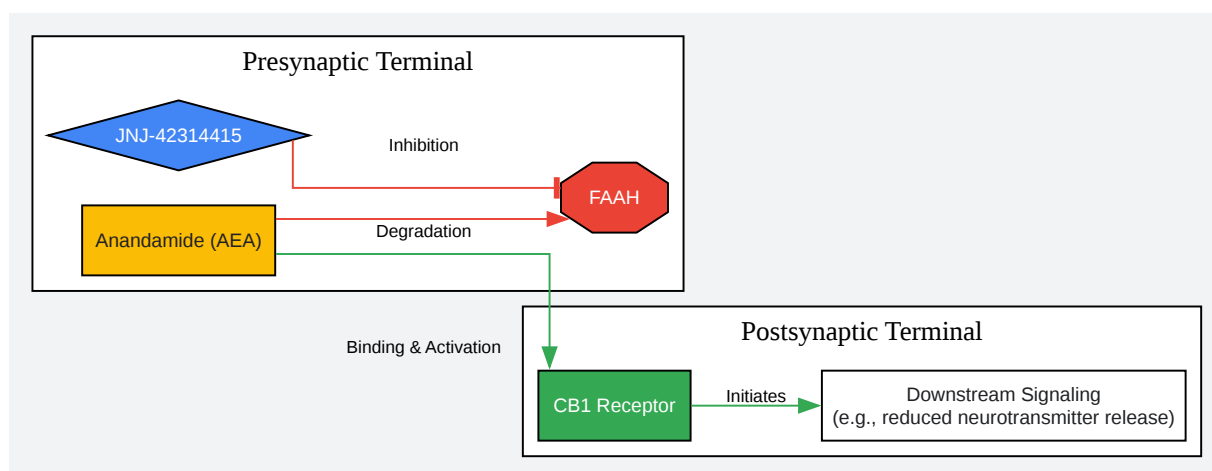 Presynaptic Terminal
JNJ-42314415
Inhibition
FAAH
Degradation
Anandamide (AEA)
Binding & Activation
Postsynaptic Terminal
CB1 Receptor
Initiates
Downstream Signaling
(e.g., reduced neurotransmitter release)